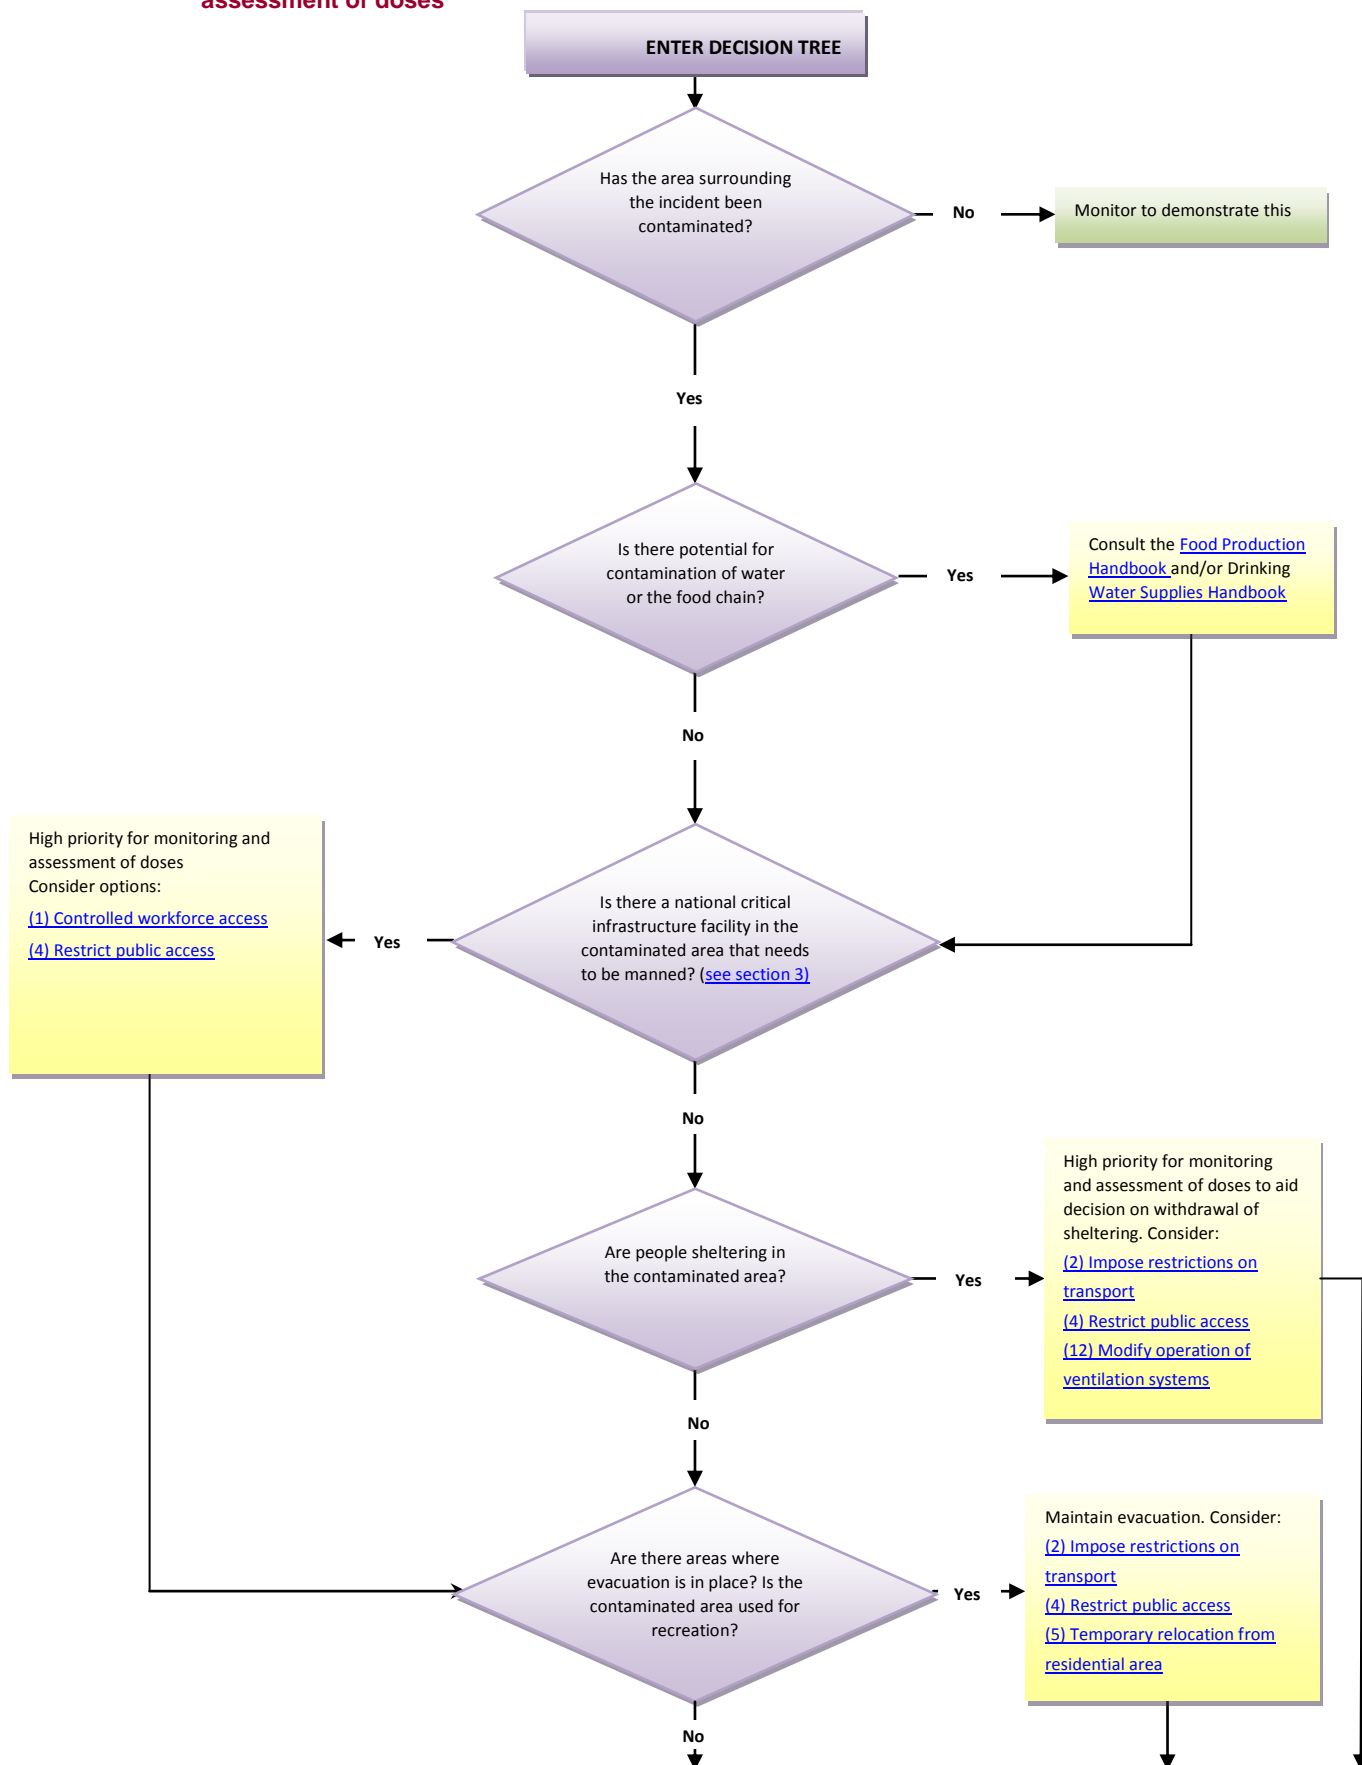 assessment of doses
ENTER DECISION TREE
Has the area surrounding
the incident been
contaminated?
No
Monitor to demonstrate this
Yes
Is there potential for
contamination of water
or the food chain?
Yes
Consult the Food Production
Handbook and/or Drinking
Water Supplies Handbook
No
High priority for monitoring and
assessment of doses
Consider options:
(1) Controlled workforce access
(4) Restrict public access
Yes
Is there a national critical
infrastructure facility in the
contaminated area that needs
to be manned? (see section 3)
No
Are people sheltering in
the contaminated area?
Yes
High priority for monitoring
and assessment of doses to aid
decision on withdrawal of
sheltering. Consider:
(2) Impose restrictions on
transport
(4) Restrict public access
(12) Modify operation of
ventilation systems
No
Are there areas where
evacuation is in place? Is the
contaminated area used for
recreation?
Yes
Maintain evacuation. Consider:
(2) Impose restrictions on
transport
(4) Restrict public access
(5) Temporary relocation from
residential area
No